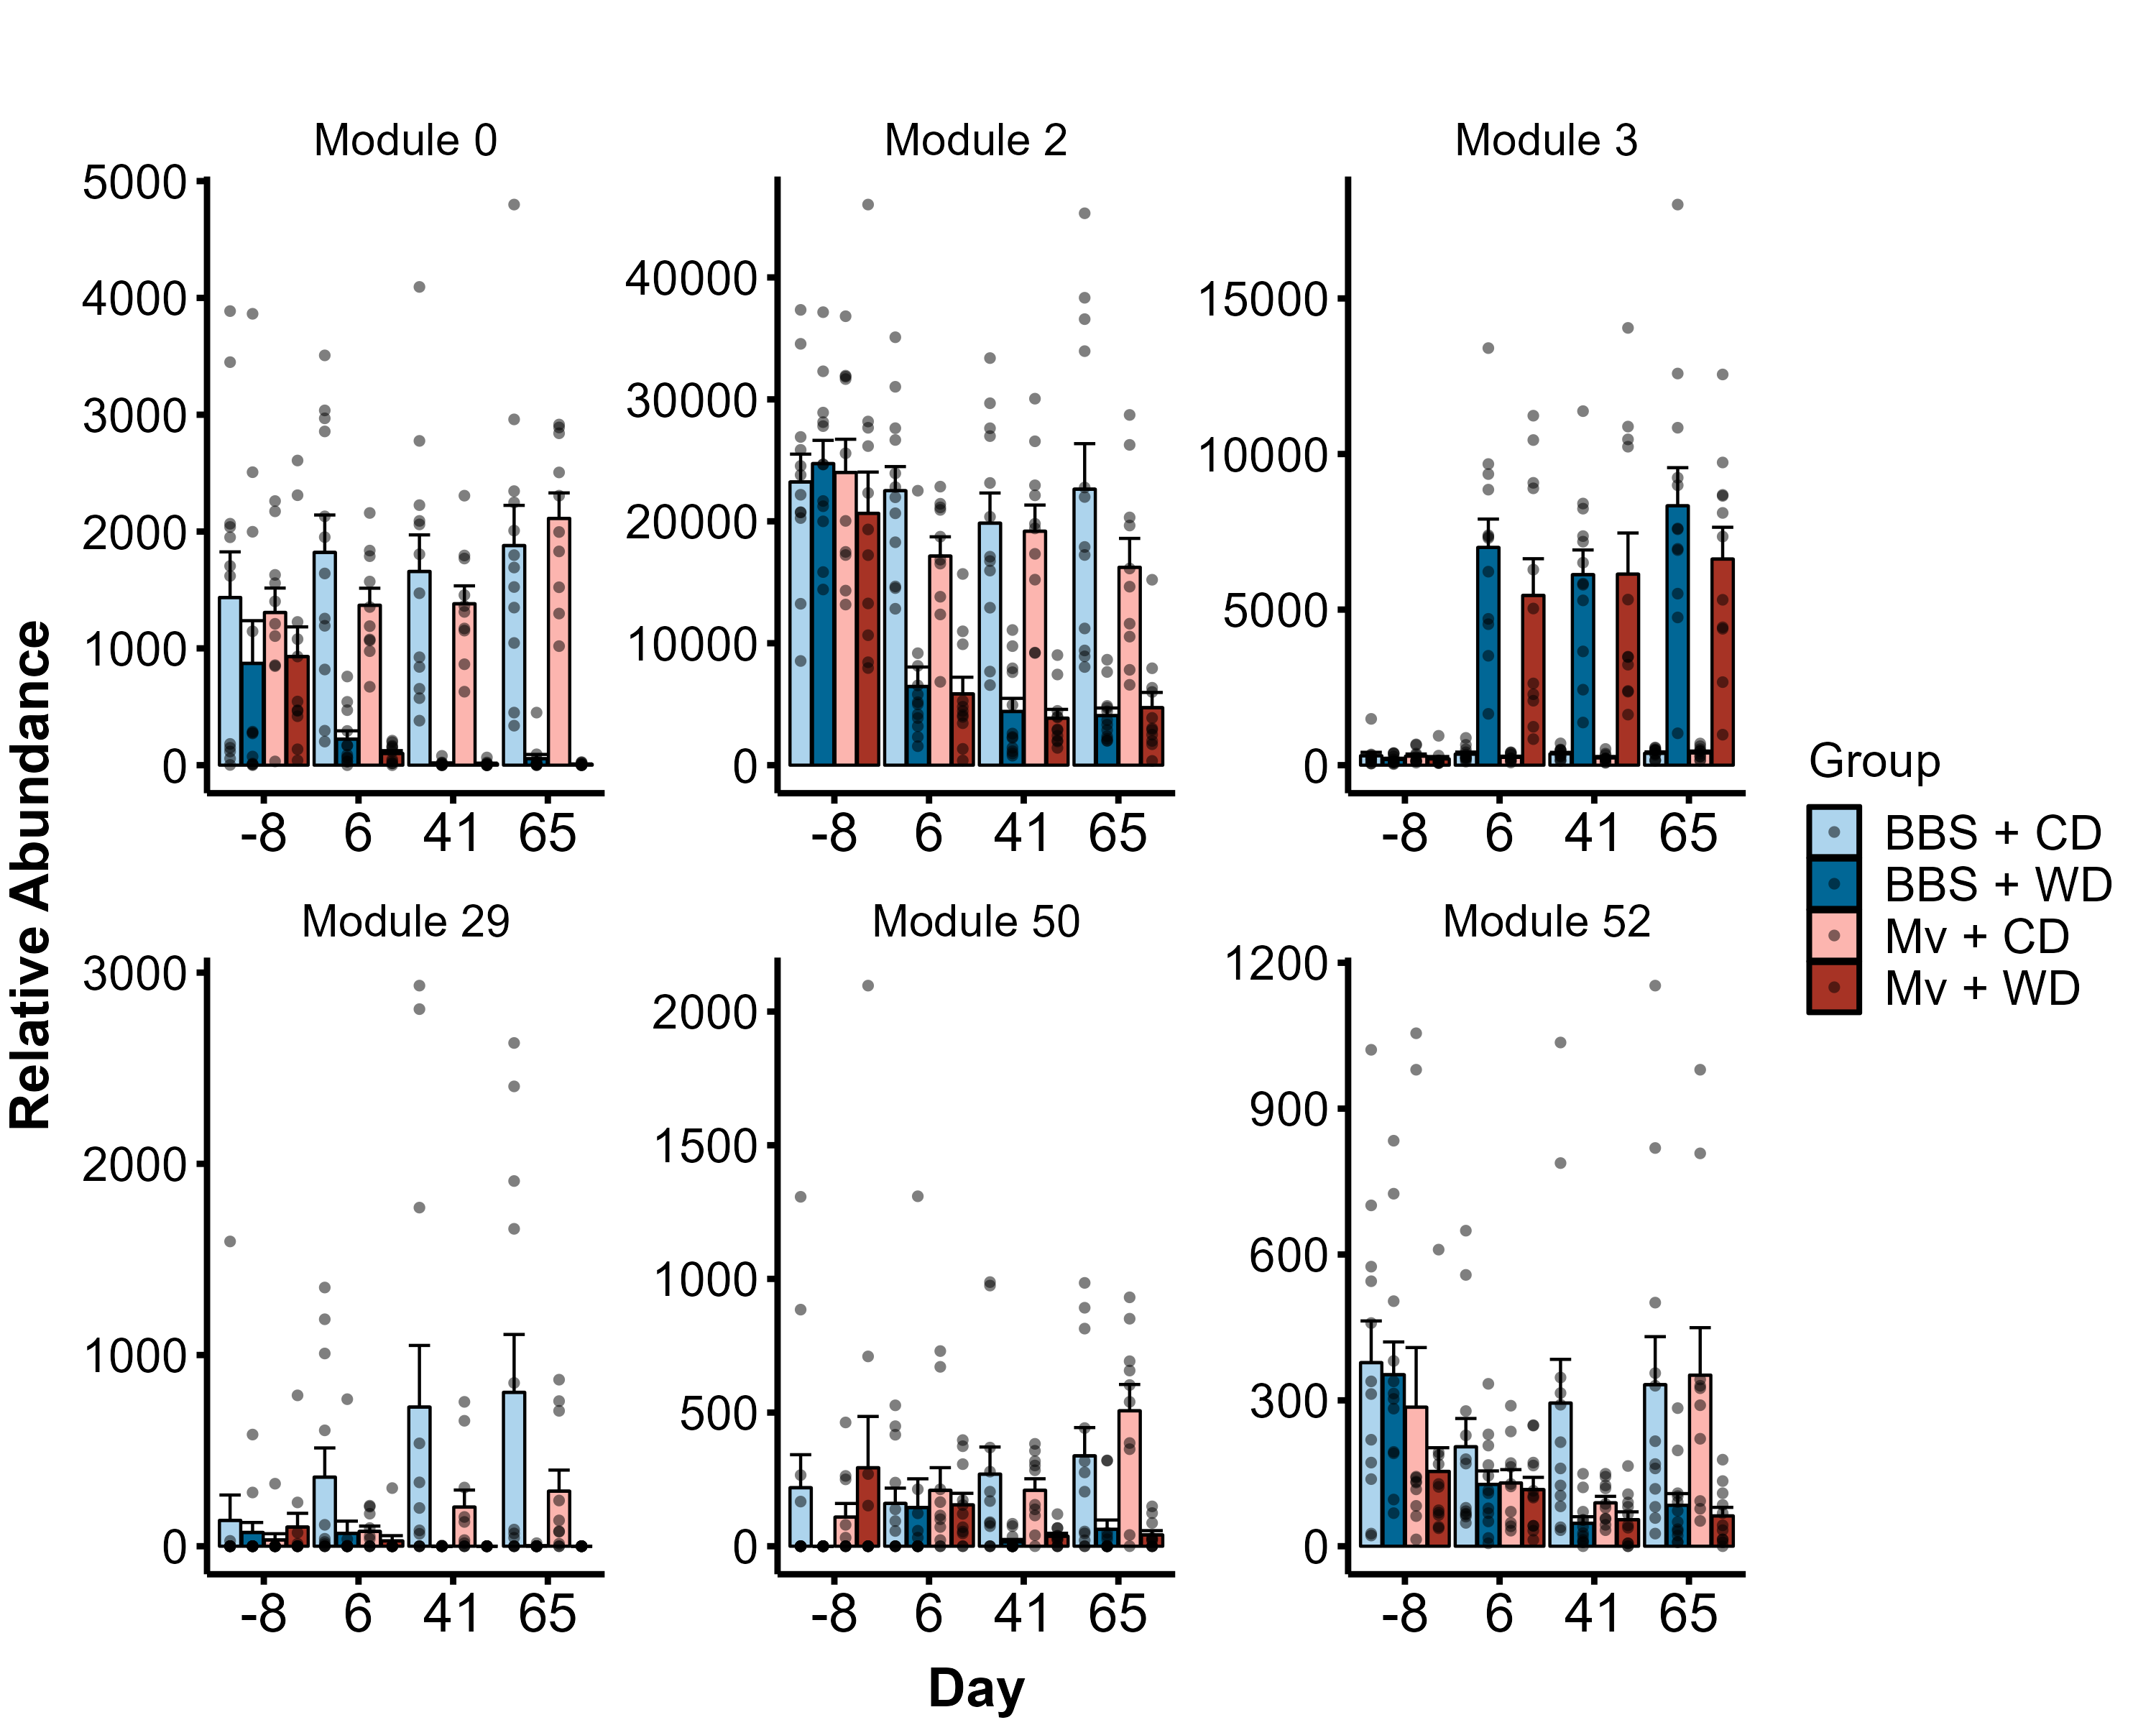 Module 0
Module 2
Module 3
5000
4000
3000
2000
1000
0
40000
30000
20000
10000
0
15000
10000
5000
0
-8 6 41 65
-8 6 41 65
-8 6 41 65
Module 29
Module 50
Module 52
3000
2000
1000
0
2000
1500
1000
500
0
1200
900
600
300
0
-8 6 41 65
-8 6 41 65
-8 6 41 65
Relative Abundance
Day
Group
BBS + CD
BBS + WD
Mv + CD
Mv + WD